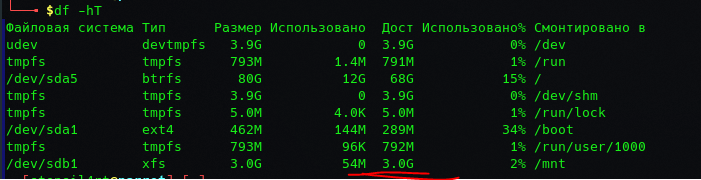 $df -hT
Файловая система Тип Размер Использовано Дост Использовано% Смонтировано в
udev devtmpfs 3.9G 0 3.9G 0% /dev
tmpfs tmpfs 793M 1.4M 791M 1% /run
/dev/sda5 btrfs 80G 12G 68G 15% /
tmpfs tmpfs 3.9G 0 3.9G 0% /dev/shm
tmpfs tmpfs 5.0M 4.0K 5.0M 1% /run/lock
/dev/sda1 ext4 462M 144M 289M 34% /boot
tmpfs tmpfs 793M 96K 792M 1% /run/user/1000
/dev/sdb1 xfs 3.0G 54M 3.0G 2% /mnt